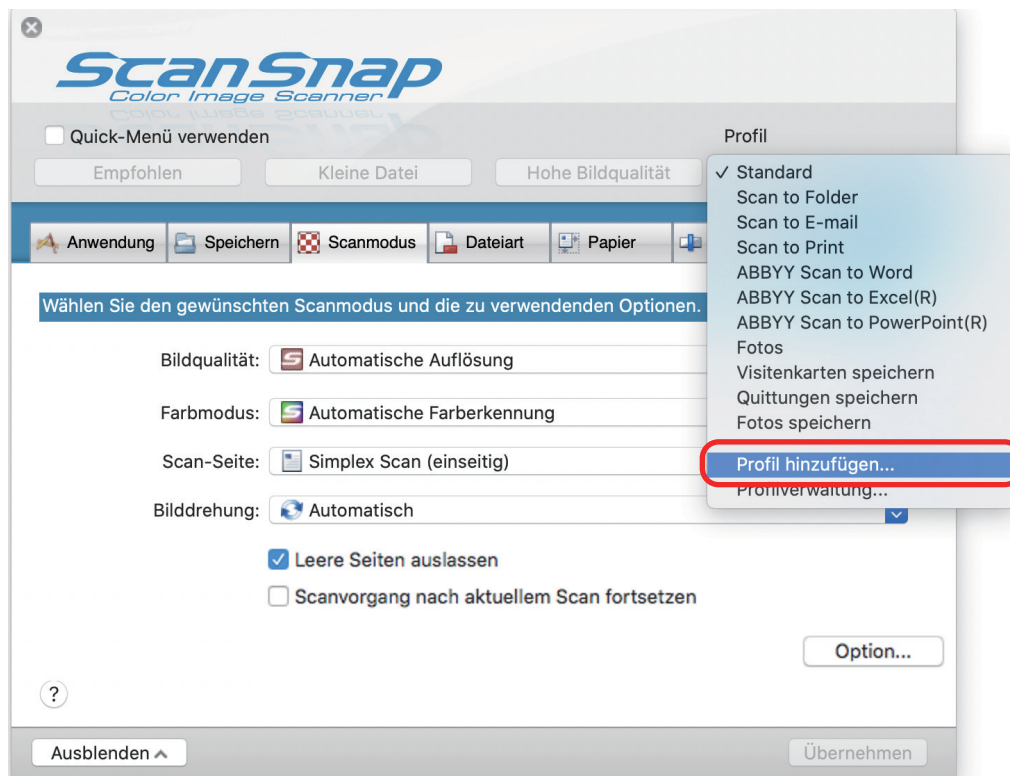 ScanSnap
Color Image Scanner
Quick-Menü verwenden
Profil
Empfohlen
Kleine Datei
Hohe Bildqualität
✓ Standard
Scan to Folder
Scan to E-mail
Scan to Print
ABBYY Scan to Word
ABBYY Scan to Excel(R)
ABBYY Scan to PowerPoint(R)
Fotos
Visitenkarten speichern
Quittungen speichern
Fotos speichern
Profil hinzufügen...
Profilverwaltung...
Anwendung
Speichern
Scanmodus
Dateiart
Papier
Wählen Sie den gewünschten Scanmodus und die zu verwendenden Optionen.
Bildqualität: Automatische Auflösung
Farbmodus: Automatische Farberkennung
Scan-Seite: Simplex Scan (einseitig)
Bilddrehung: Automatisch
Leere Seiten auslassen
Scanvorgang nach aktuellem Scan fortsetzen
Option...
?
Ausblenden
Übernehmen